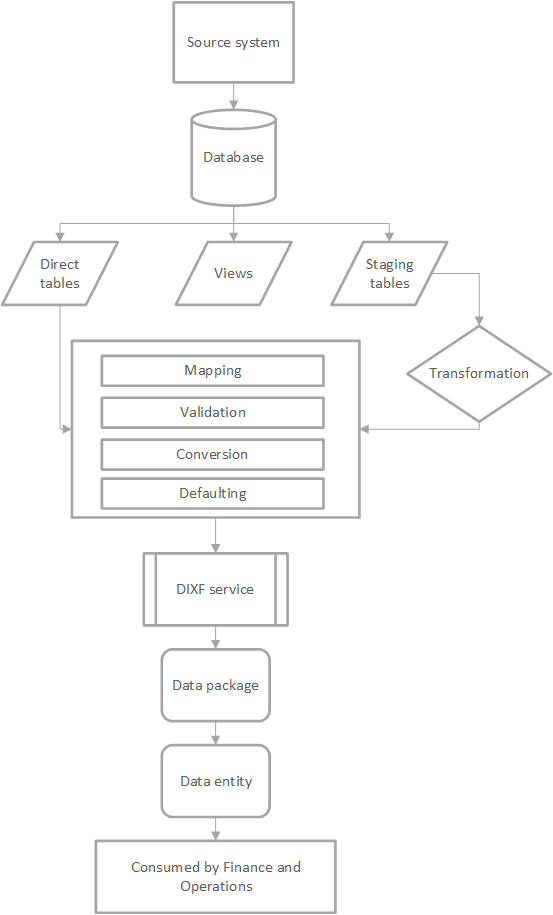 Source system
Database
Direct
tables
Views
Staging
tables
Transformation
Mapping
Validation
Conversion
Defaulting
DIXF service
Data package
Data entity
Consumed by Finance and
Operations